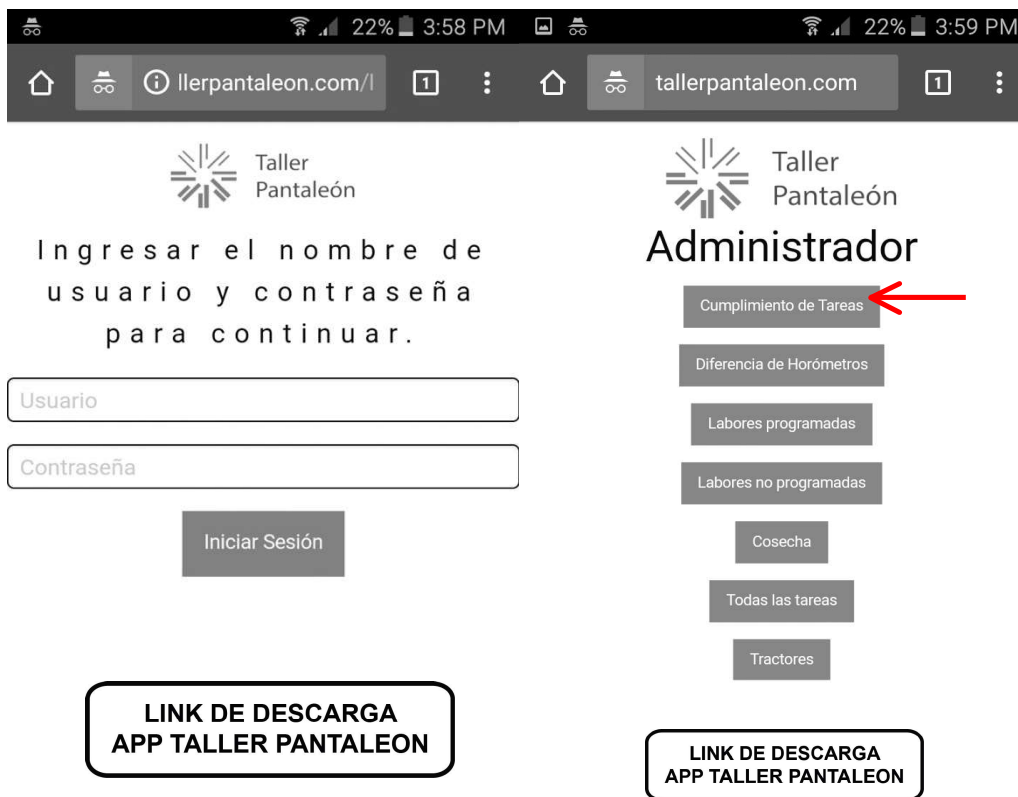 22% 3:58 PM
llerpantaleon.com/l
1
Taller
Pantaleón
Ingresar el nombre de
usuario y contraseña
para continuar.
Usuario
Contraseña
Iniciar Sesión
LINK DE DESCARGA
APP TALLER PANTALEON
22% 3:59 PM
tallerpantaleon.com
1
Taller
Pantaleón
Administrador
Cumplimiento de Tareas
Diferencia de Horómetros
Labores programadas
Labores no programadas
Cosecha
Todas las tareas
Tractores
LINK DE DESCARGA
APP TALLER PANTALEON